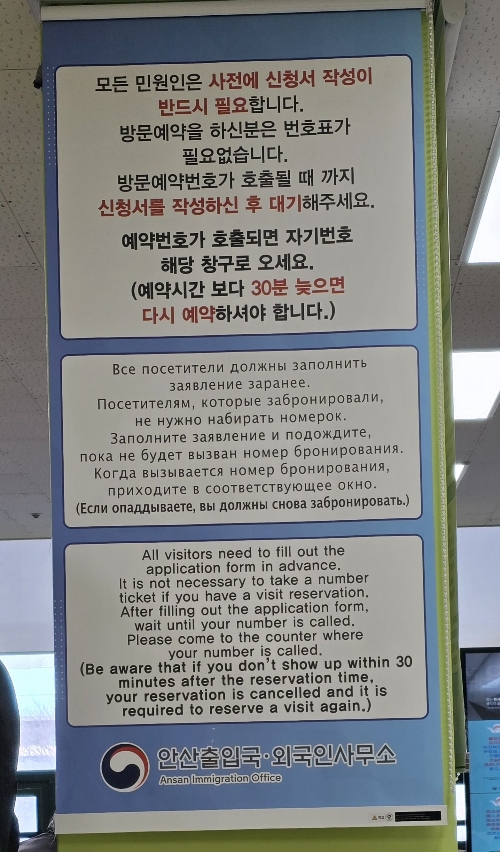 모든 민원인은 사전에 신청서 작성이
반드시 필요합니다.
방문예약을 하신분은 번호표가
필요없습니다.
방문예약번호가 호출될 때 까지
신청서를 작성하신 후 대기해주세요.
예약번호가 호출되면 자기번호
해당 창구로 오세요.
(예약시간 보다 30분 늦으면
다시 예약하셔야 합니다.)
Все посетители должны заполнить
заявление заранее.
Посетителям, которые забронировали,
не нужно набирать номерок.
Заполните заявление и подождите,
пока не будет вызван номер бронирования.
Когда вызывается номер бронирования,
приходите в соответствующее окно.
(Если опаддываете, вы должны снова забронировать.)
All visitors need to fill out the
application form in advance.
It is not necessary to take a number
ticket if you have a visit reservation.
After filling out the application form,
wait until your number is called.
Please come to the counter where
your number is called.
(Be aware that if you don't show up within 30
minutes after the reservation time,
your reservation is cancelled and it is
required to reserve a visit again.)
안산출입국·외국인사무소
Ansan Immigration Office